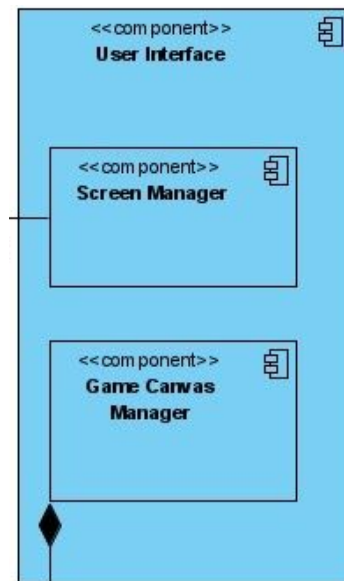 <<component>>
User Interface
<<component>>
Screen Manager
<<component>>
Game Canvas
Manager